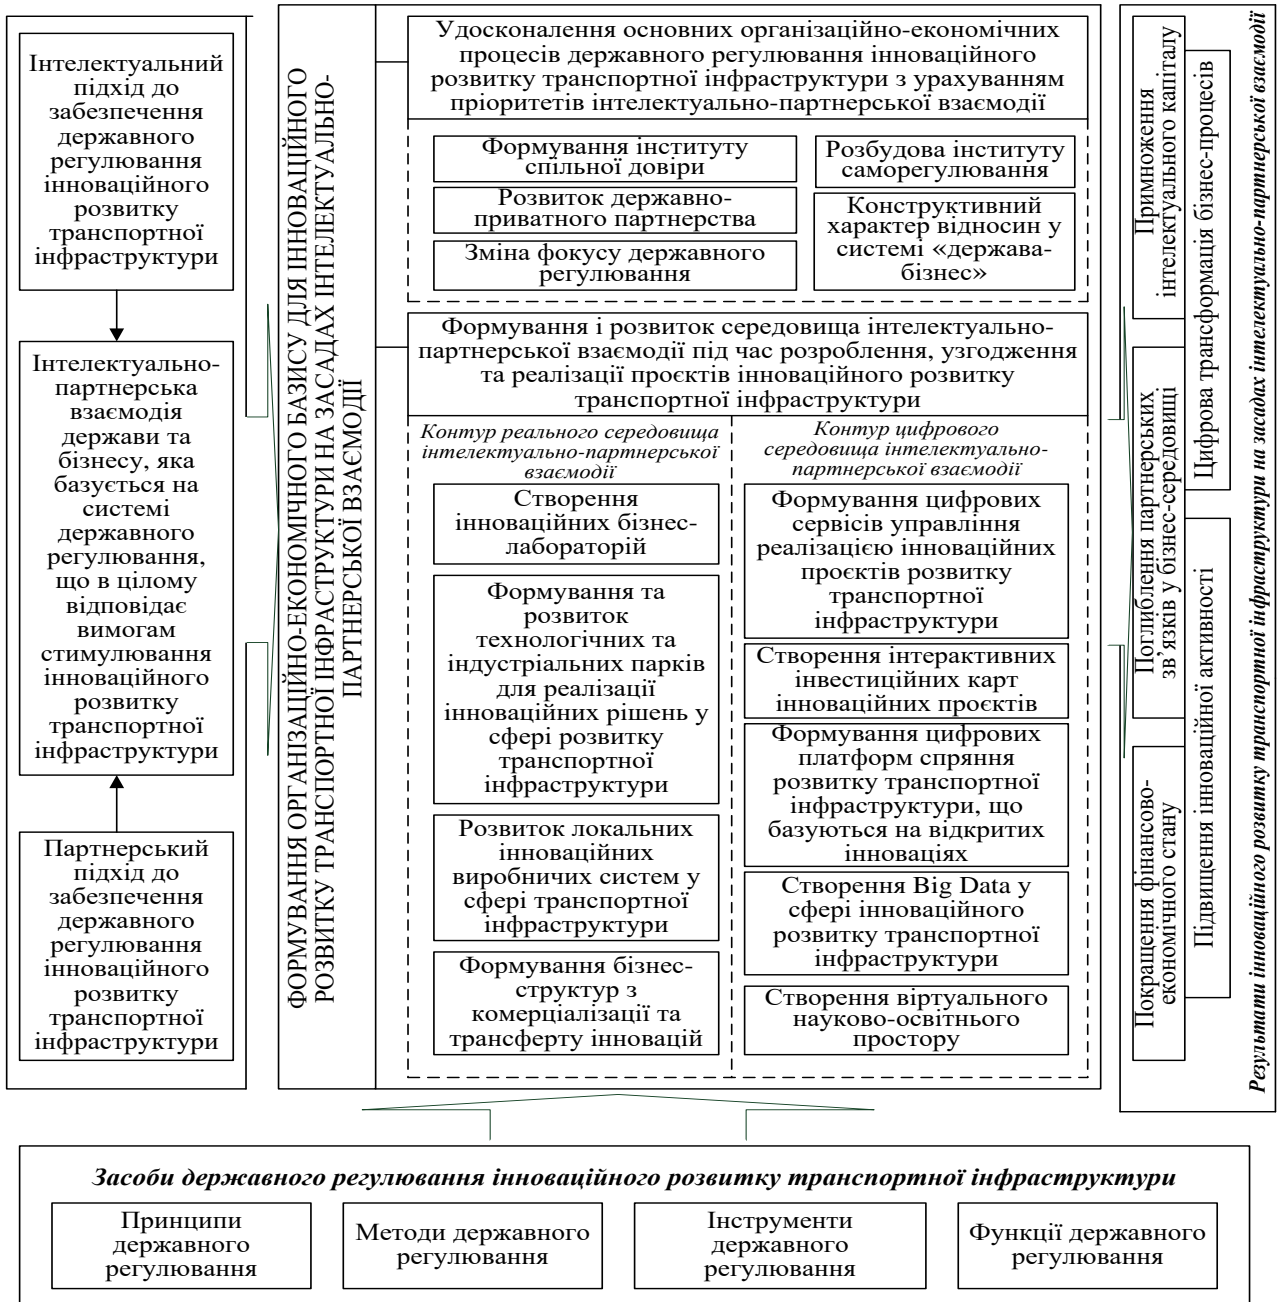 Інтелектуальний
підхід до
забезпечення
державного
регулювання
інноваційного
розвитку
транспортної
інфраструктури
Інтелектуально-
партнерська
взаємодія
держави та
бізнесу, яка
базується на
системі
державного
регулювання,
що в цілому
відповідає
вимогам
стимулювання
інноваційного
розвитку
транспортної
інфраструктури
Партнерський
підхід до
забезпечення
державного
регулювання
інноваційного
розвитку
транспортної
інфраструктури
ФОРМУВАННЯ ОРГАНІЗАЦІЙНО-ЕКОНОМІЧНОГО БАЗИСУ ДЛЯ ІННОВАЦІЙНОГО
РОЗВИТКУ ТРАНСПОРТНОЇ ІНФРАСТРУКТУРИ НА ЗАСАДАХ ІНТЕЛЕКТУАЛЬНО-
ПАРТНЕРСЬКОЇ ВЗАЄМОДІЇ
Удосконалення основних організаційно-економічних
процесів державного регулювання інноваційного
розвитку транспортної інфраструктури з урахуванням
пріоритетів інтелектуально-партнерської взаємодії
Формування інституту
спільної довіри
Розвиток державно-
приватного партнерства
Зміна фокусу державного
регулювання
Розбудова інституту
саморегулювання
Конструктивний
характер відносин у
системі «держава-
бізнес»
Формування і розвиток середовища інтелектуально-
партнерської взаємодії під час розроблення, узгодження
та реалізації проєктів інноваційного розвитку
транспортної інфраструктури
Контур реального середовища
інтелектуально-партнерської
взаємодії
Створення
інноваційних бізнес-
лабораторій
Формування та
розвиток
технологічних та
індустріальних парків
для реалізації
інноваційних рішень у
сфері розвитку
транспортної
інфраструктури
Розвиток локальних
інноваційних
виробничих систем у
сфері транспортної
інфраструктури
Формування бізнес-
структур з
комерціалізації та
трансферту інновацій
Контур цифрового
середовища інтелектуально-
партнерської взаємодії
Формування цифрових
сервісів управління
реалізацією інноваційних
проєктів розвитку
транспортної
інфраструктури
Створення інтерактивних
інвестиційних карт
інноваційних проєктів
Формування цифрових
платформ спряння
розвитку транспортної
інфраструктури, що
базуються на відкритих
інноваціях
Створення Big Data у
сфері інноваційного
розвитку транспортної
інфраструктури
Створення віртуального
науково-освітнього
простору
Примноження
інтелектуального капіталу
Цифрова трансформація бізнес-процесів
Поглиблення партнерських
зв'язків у бізнес-середовищі
Підвищення інноваційної активності
Покращення фінансово-
економічного стану
Результати інноваційного розвитку транспортної інфраструктури на засадах інтелектуально-партнерської взаємодії
Засоби державного регулювання інноваційного розвитку транспортної інфраструктури
Принципи
державного
регулювання
Методи державного
регулювання
Інструменти
державного
регулювання
Функції державного
регулювання